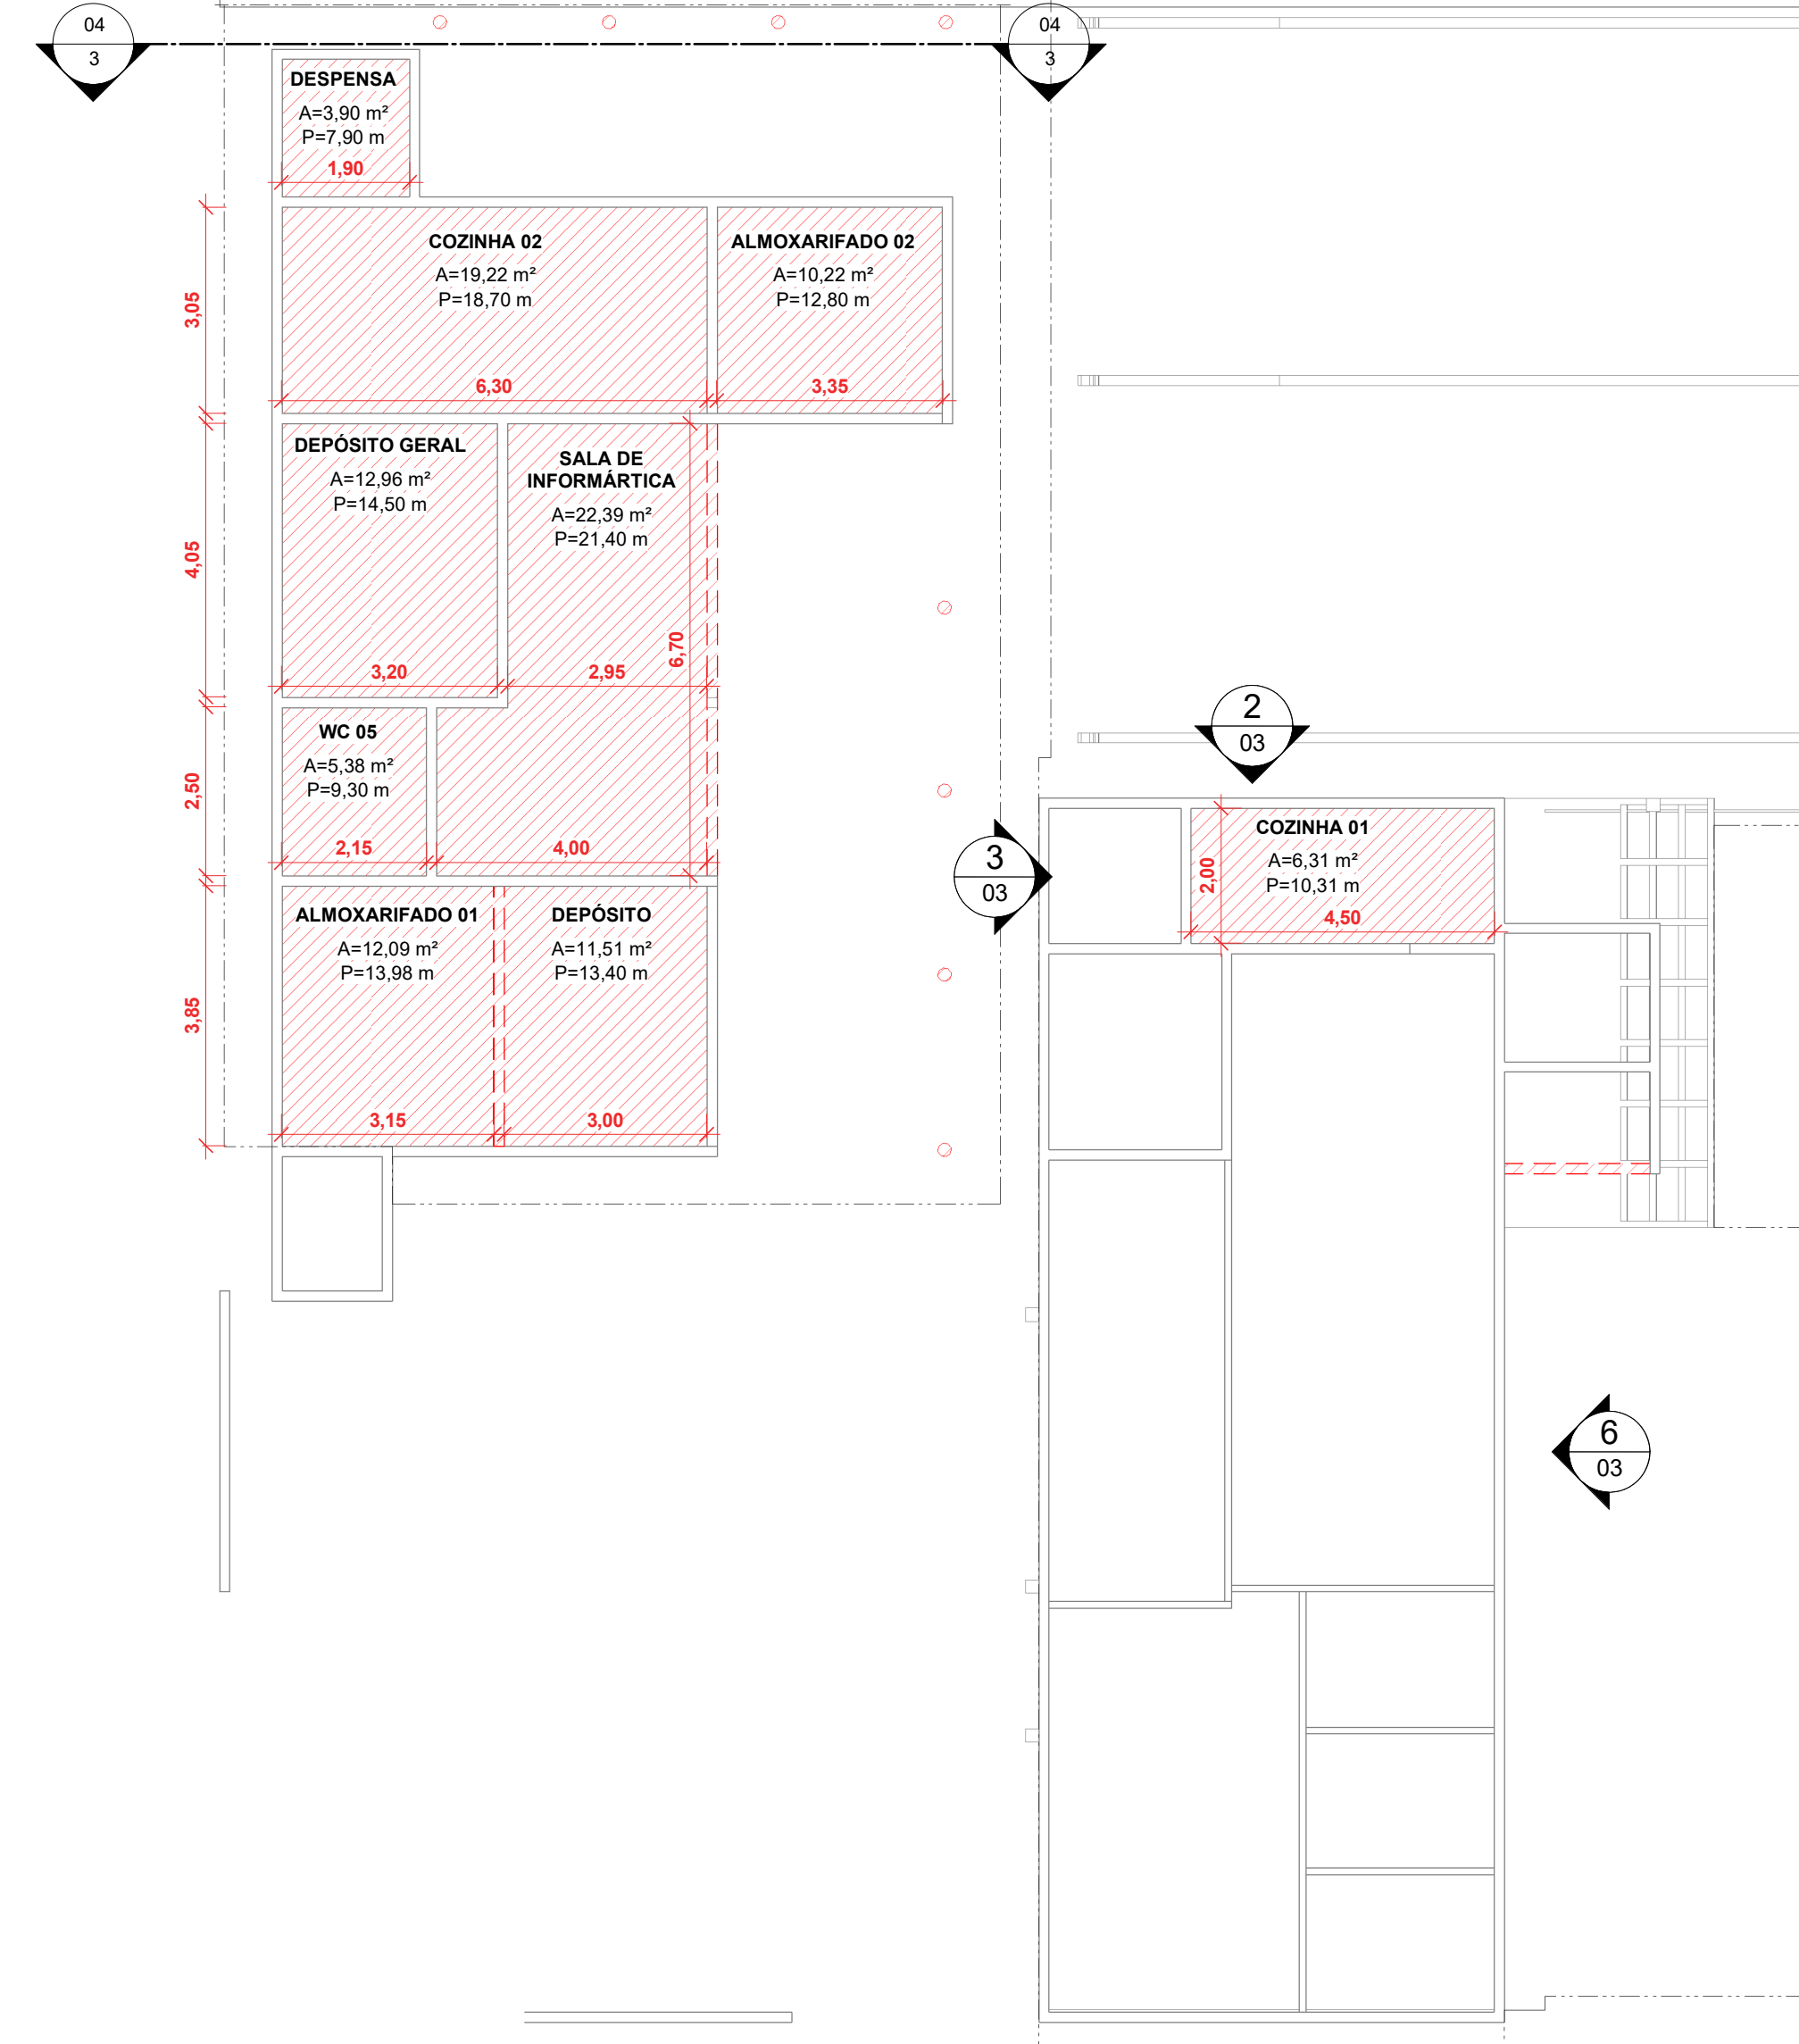 04
3
04
3
DESPENSA
A=3,90 m²
P=7,90 m
1,90
COZINHA 02
A=19,22 m²
P=18,70 m
ALMOXARIFADO 02
A=10,22 m²
P=12,80 m
3,05
6,30
3,35
DEPÓSITO GERAL
A=12,96 m²
P=14,50 m
SALA DE
INFORMÁRTICA
A=22,39 m²
P=21,40 m
4,05
6,70
3,20
2,95
WC 05
A=5,38 m²
P=9,30 m
2,50
2,15
4,00
2
03
3
03
COZINHA 01
A=6,31 m²
P=10,31 m
2,00
4,50
ALMOXARIFADO 01
A=12,09 m²
P=13,98 m
DEPÓSITO
A=11,51 m²
P=13,40 m
3,85
3,15
3,00
6
03